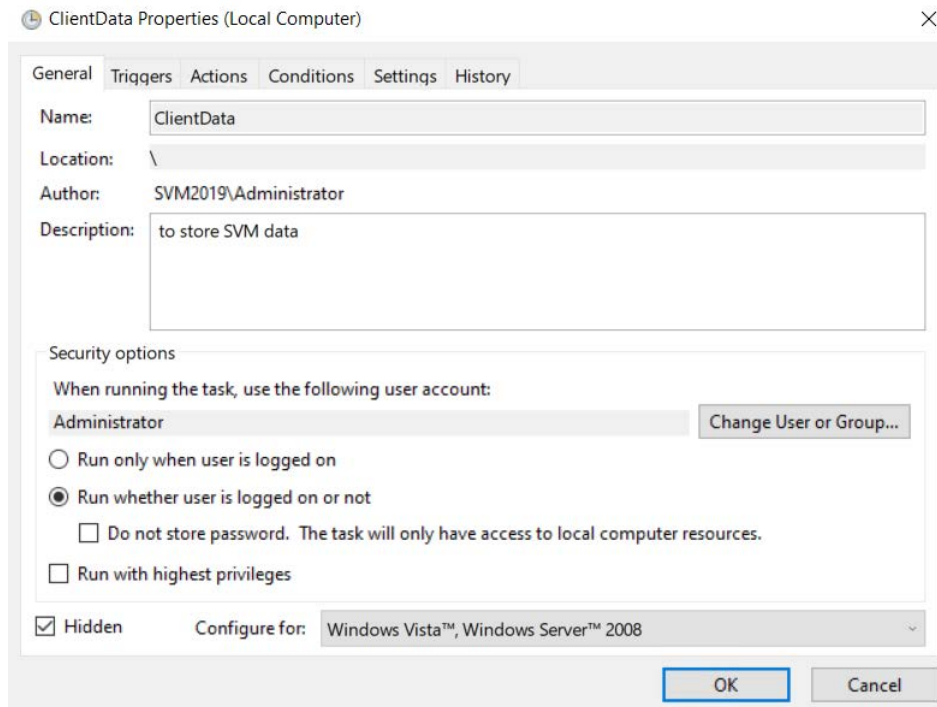 ClientData Properties (Local Computer)
General Triggers Actions Conditions Settings History
Name: ClientData
Location: \
Author: SVM2019\Administrator
Description: to store SVM data
Security options
When running the task, use the following user account:
Administrator Change User or Group...
Run only when user is logged on
Run whether user is logged on or not
Do not store password. The task will only have access to local computer resources.
Run with highest privileges
Hidden Configure for: Windows Vista™, Windows Server™ 2008
OK Cancel